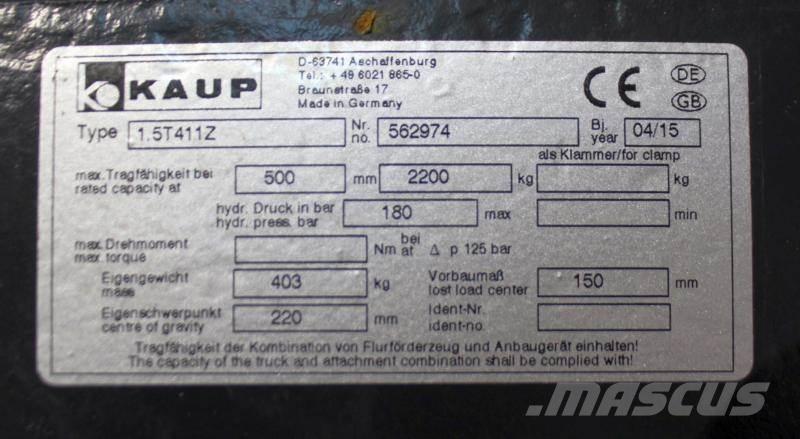 KAUP
D-63741 Aschaffenburg
Tel.: +49 6021 865-0
Braunstraße 17
Made in Germany
CE
DE
GB
Type 1.5T411Z Nr. no. 562974 Bj. year 04/15
als Klammer/for clamp
max. Tragfähigkeit bei
rated capacity at 500 mm 2200 kg kg
hydr. Druck in bar
hydr. press. bar 180 max min
max. Drehmoment
max. torque Nm bei at Δ p 125 bar
Eigengewicht
mass 403 kg
Vorbaumaß
lost load center 150 mm
Eigenschwerpunkt
centre of gravity 220 mm
Ident-Nr.
ident-no.
Tragfähigkeit der Kombination von Flurförderzeug und Anbaugerät einhalten!
The capacity of the truck and attachment combination shall be complied with!
MASCUS